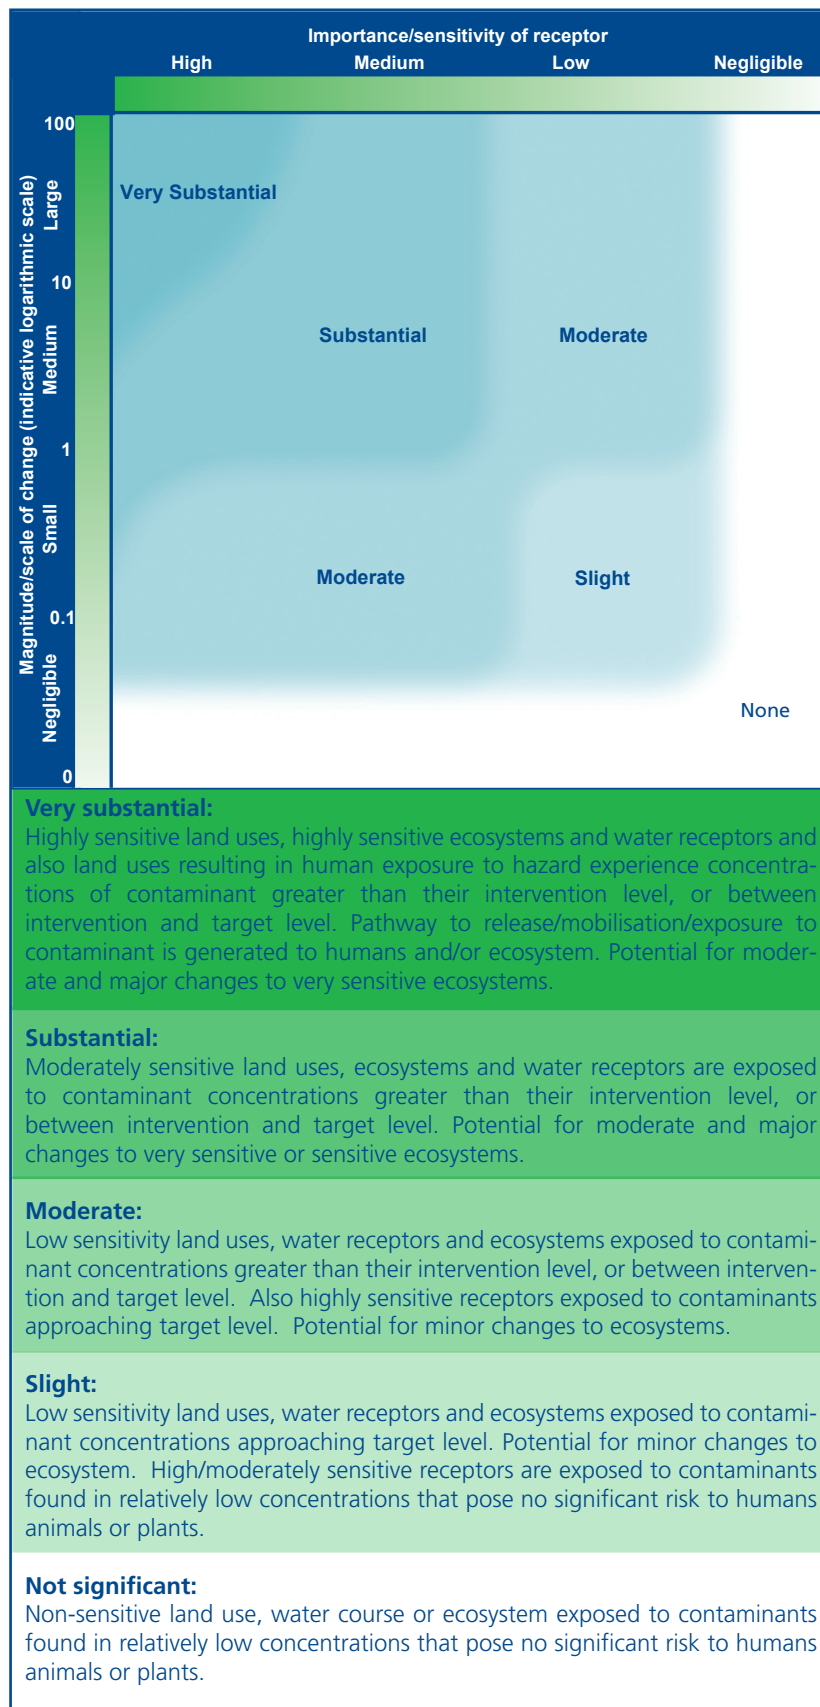 Importance/sensitivity of receptor
High Medium Low Negligible
Magnitude/scale of change (indicative logarithmic scale)
100
Large
10
Medium
1
Small
0.1
Negligible
0
Very Substantial
Substantial Moderate
Moderate Slight
None
Very substantial:
Highly sensitive land uses, highly sensitive ecosystems and water receptors and
also land uses resulting in human exposure to hazard experience concentra-
tions of contaminant greater than their intervention level, or between
intervention and target level. Pathway to release/mobilisation/exposure to
contaminant is generated to humans and/or ecosystem. Potential for moder-
ate and major changes to very sensitive ecosystems.
Substantial:
Moderately sensitive land uses, ecosystems and water receptors are exposed
to contaminant concentrations greater than their intervention level, or
between intervention and target level. Potential for moderate and major
changes to very sensitive or sensitive ecosystems.
Moderate:
Low sensitivity land uses, water receptors and ecosystems exposed to contami-
nant concentrations greater than their intervention level, or between interven-
tion and target level. Also highly sensitive receptors exposed to contaminants
approaching target level. Potential for minor changes to ecosystems.
Slight:
Low sensitivity land uses, water receptors and ecosystems exposed to contami-
nant concentrations approaching target level. Potential for minor changes to
ecosystem. High/moderately sensitive receptors are exposed to contaminants
found in relatively low concentrations that pose no significant risk to humans
animals or plants.
Not significant:
Non-sensitive land use, water course or ecosystem exposed to contaminants
found in relatively low concentrations that pose no significant risk to humans
animals or plants.